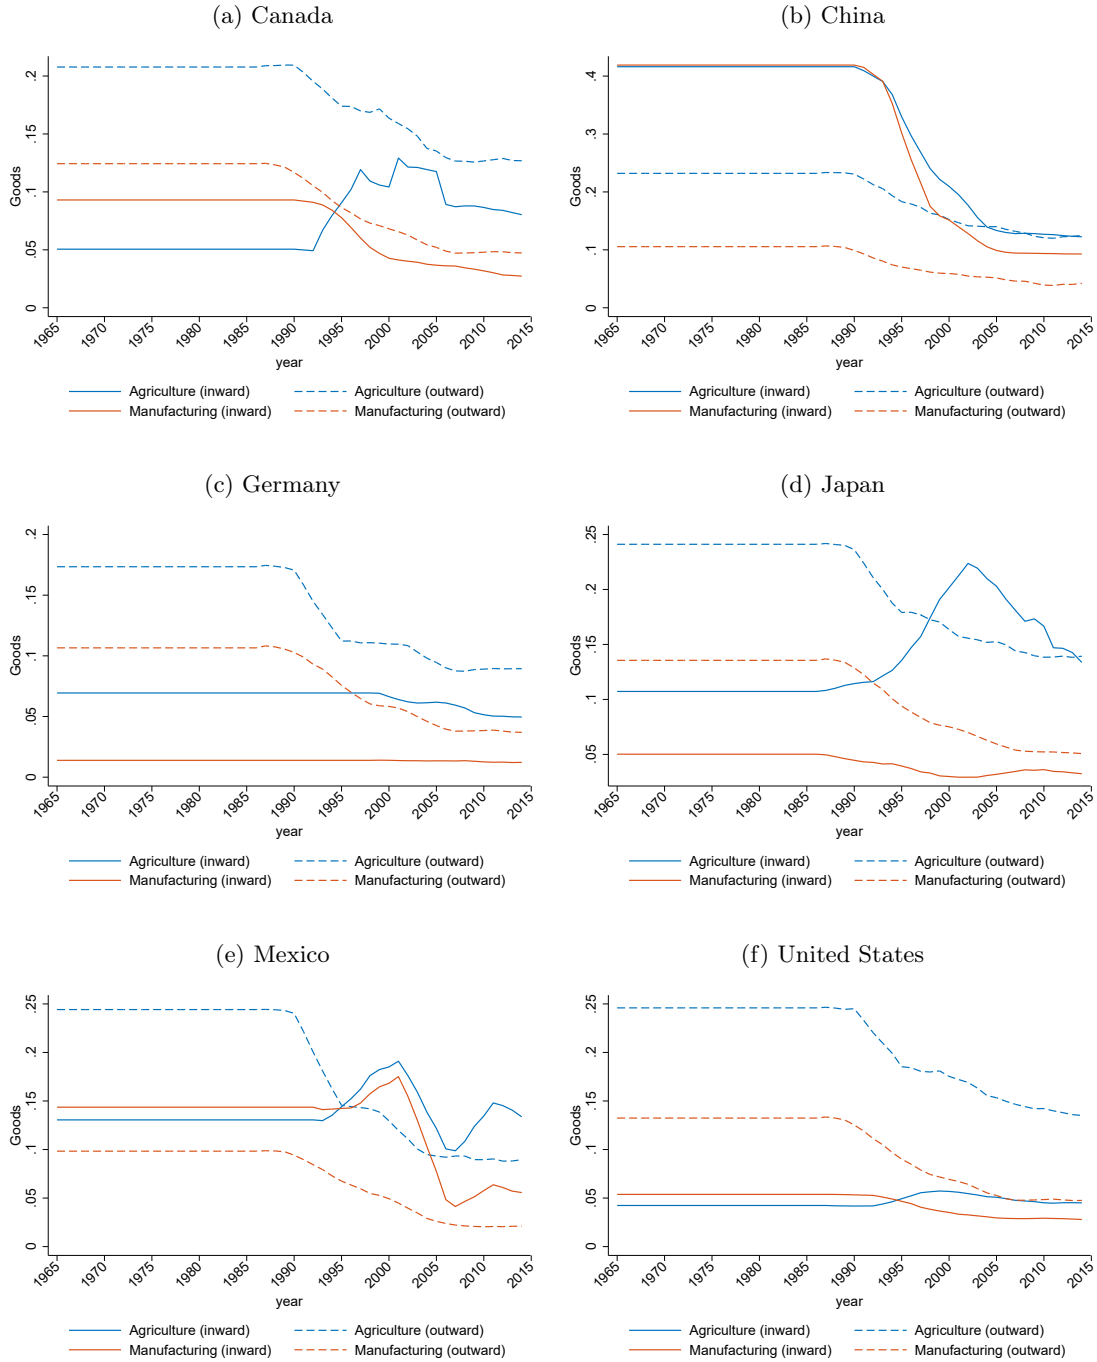 (a) Canada
Goods
0 .05 .1 .15 .2
1965 1970 1975 1980 1985 1990 1995 2000 2005 2010 2015
year
Agriculture (inward) Agriculture (outward)
Manufacturing (inward) Manufacturing (outward)
(b) China
Goods
0 .1 .2 .3 .4
1965 1970 1975 1980 1985 1990 1995 2000 2005 2010 2015
year
Agriculture (inward) Agriculture (outward)
Manufacturing (inward) Manufacturing (outward)
(c) Germany
Goods
0 .05 .1 .15 .2
1965 1970 1975 1980 1985 1990 1995 2000 2005 2010 2015
year
Agriculture (inward) Agriculture (outward)
Manufacturing (inward) Manufacturing (outward)
(d) Japan
Goods
.05 .1 .15 .2 .25
1965 1970 1975 1980 1985 1990 1995 2000 2005 2010 2015
year
Agriculture (inward) Agriculture (outward)
Manufacturing (inward) Manufacturing (outward)
(e) Mexico
Goods
0 .05 .1 .15 .2 .25
1965 1970 1975 1980 1985 1990 1995 2000 2005 2010 2015
year
Agriculture (inward) Agriculture (outward)
Manufacturing (inward) Manufacturing (outward)
(f) United States
Goods
0 .05 .1 .15 .2 .25
1965 1970 1975 1980 1985 1990 1995 2000 2005 2010 2015
year
Agriculture (inward) Agriculture (outward)
Manufacturing (inward) Manufacturing (outward)